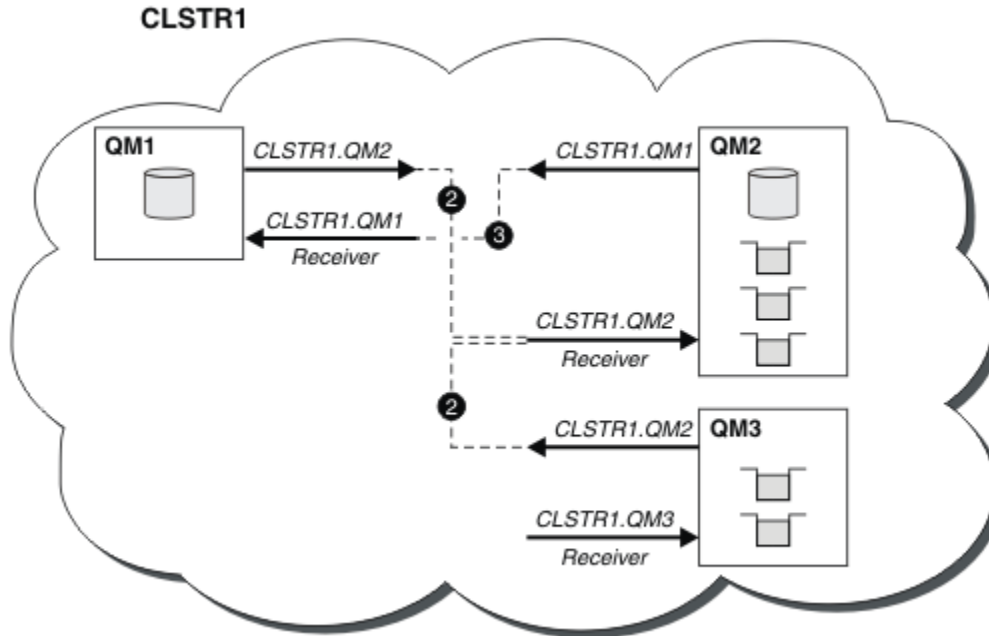 CLSTR1
QM1
CLSTR1.QM2
CLSTR1.QM1
QM2
2
CLSTR1.QM1
3
Receiver
CLSTR1.QM2
Receiver
2
CLSTR1.QM2
QM3
CLSTR1.QM3
Receiver